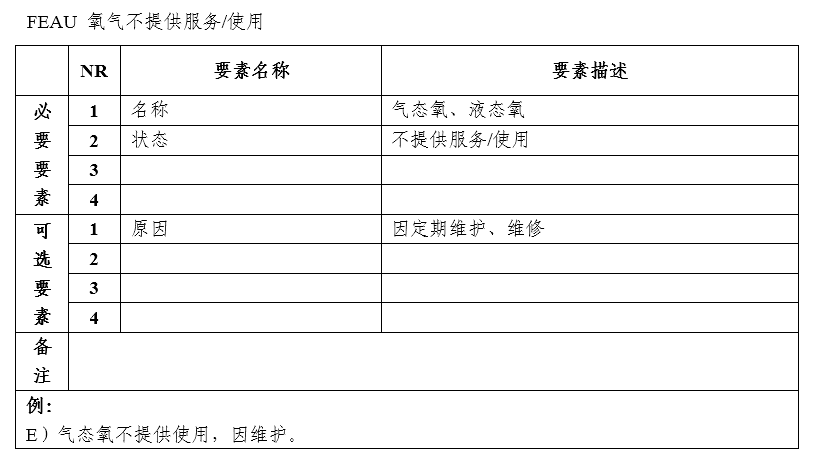 FEAU 氧气不提供服务/使用
NR 要素名称 要素描述
必要要素
1 名称 气态氧、液态氧
2 状态 不提供服务/使用
3
4
可选要素
1 原因 因定期维护、维修
2
3
4
备注
例：
E）气态氧不提供使用，因维护。